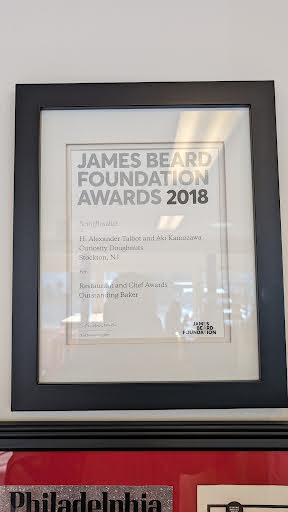 JAMES BEARD
FOUNDATION
AWARDS 2018
Semifinalist
H. Alexander Talbot and Aki Kamozawa
Curiosity Doughnuts
Stockton, NJ
for
Restaurant and Chef Awards
Outstanding Baker
JAMES
BEARD
FOUNDATION
Philadelphia